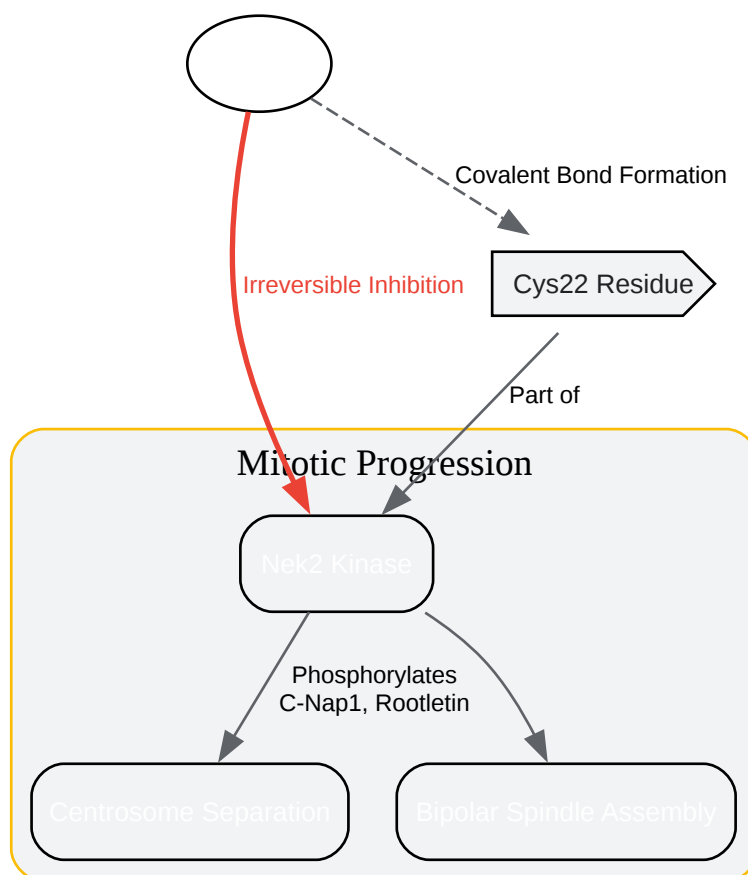 Covalent Bond Formation
Irreversible Inhibition
Cys22 Residue
Part of
Mitotic Progression
Nek2 Kinase
Phosphorylates
C-Nap1, Rootletin
Centrosome Separation
Bipolar Spindle Assembly